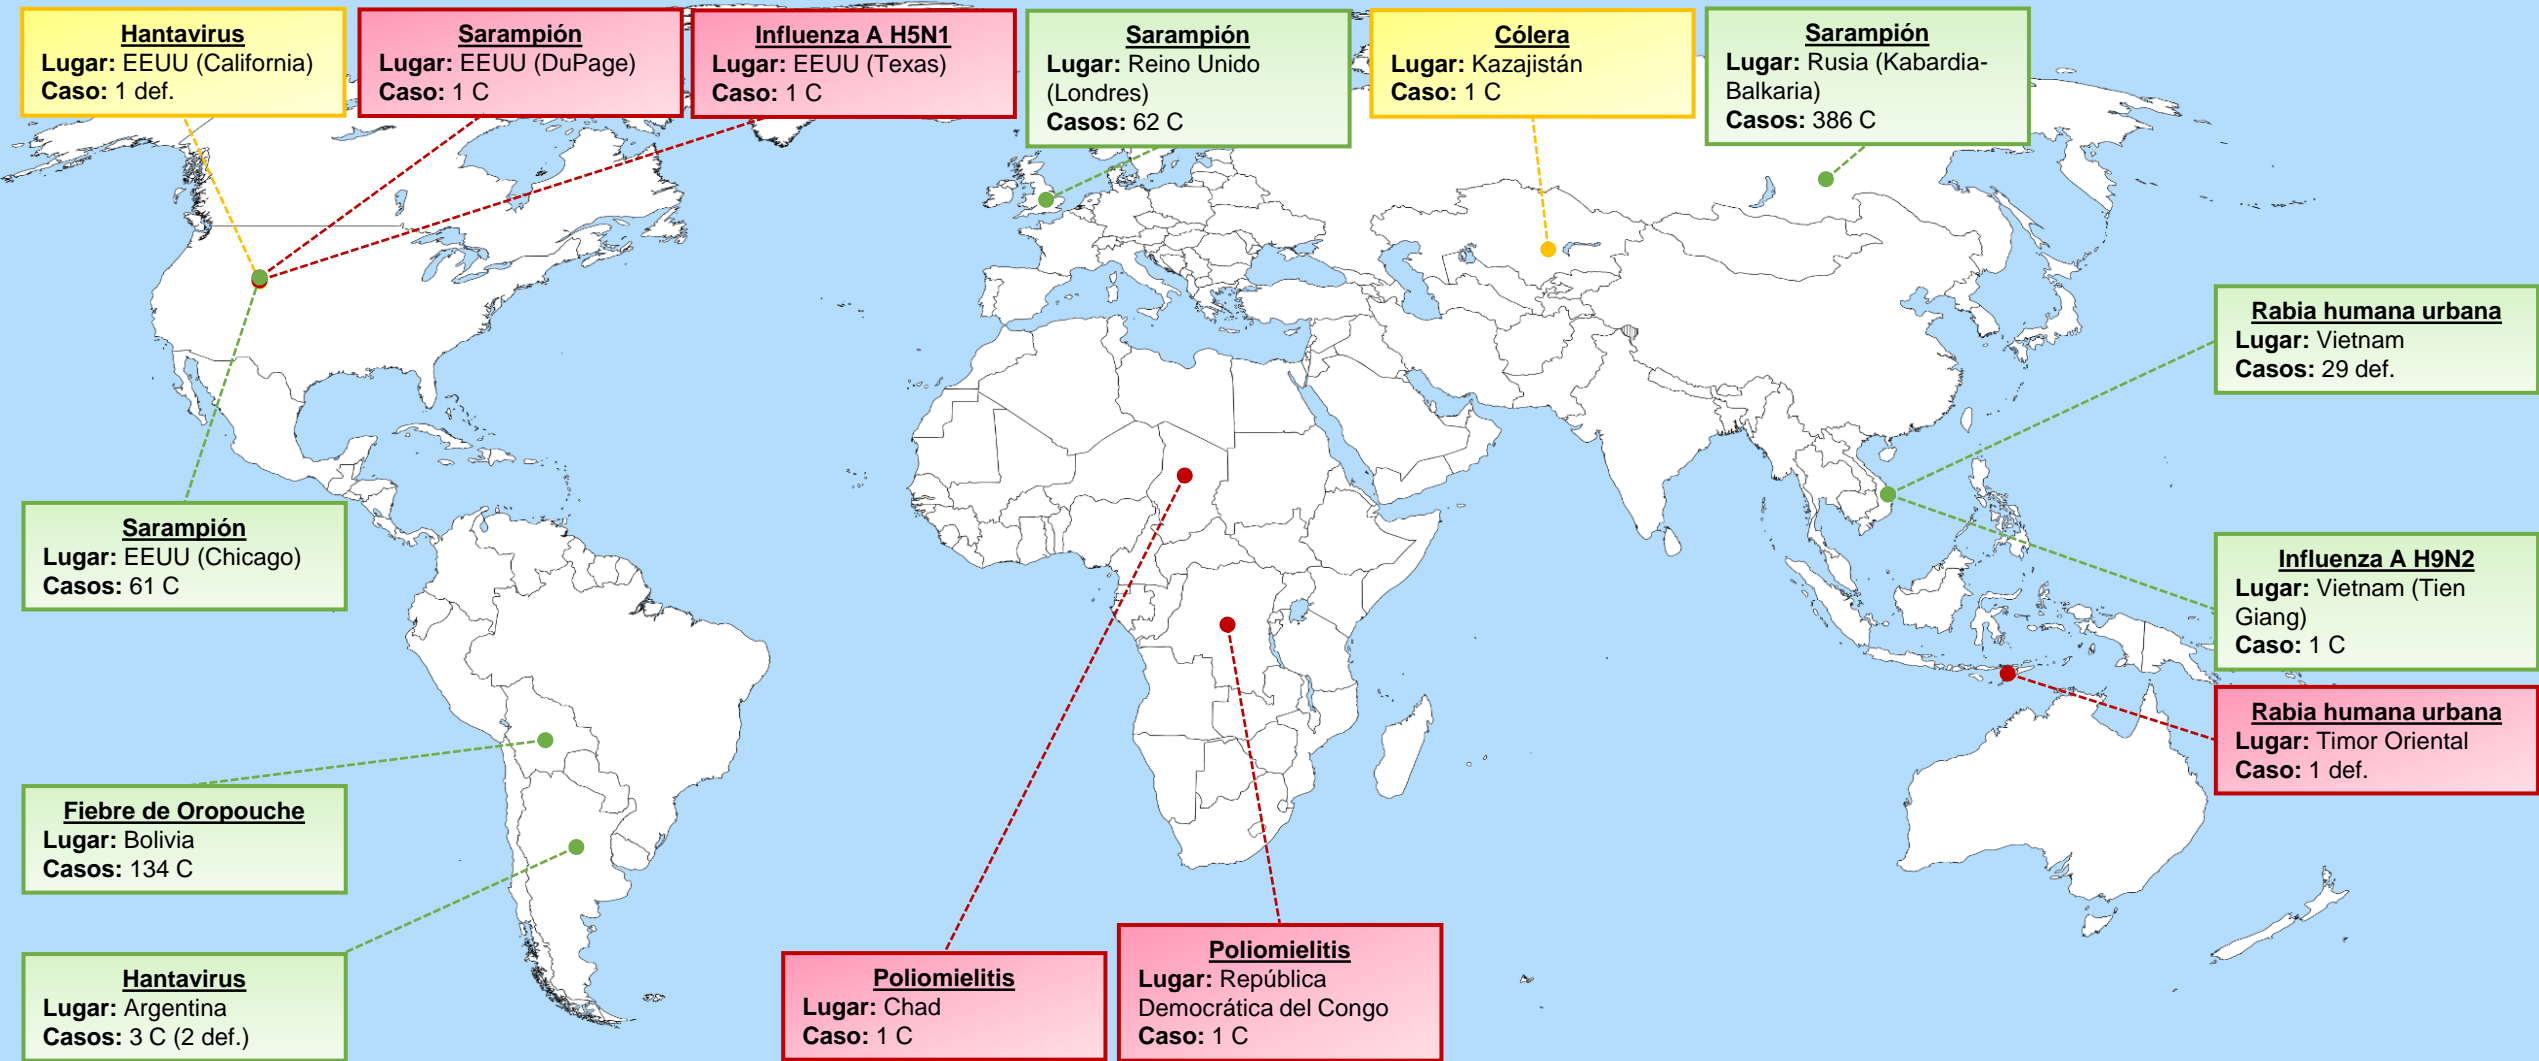 Hantavirus
Lugar: EEUU (California)
Caso: 1 def.
Sarampión
Lugar: EEUU (DuPage)
Caso: 1 C
Influenza A H5N1
Lugar: EEUU (Texas)
Caso: 1 C
Sarampión
Lugar: Reino Unido
(Londres)
Casos: 62 C
Cólera
Lugar: Kazajistán
Caso: 1 C
Sarampión
Lugar: Rusia (Kabardia-
Balkaria)
Casos: 386 C
Rabia humana urbana
Lugar: Vietnam
Casos: 29 def.
Sarampión
Lugar: EEUU (Chicago)
Casos: 61 C
Influenza A H9N2
Lugar: Vietnam (Tien
Giang)
Caso: 1 C
Rabia humana urbana
Lugar: Timor Oriental
Caso: 1 def.
Fiebre de Oropouche
Lugar: Bolivia
Casos: 134 C
Hantavirus
Lugar: Argentina
Casos: 3 C (2 def.)
Poliomielitis
Lugar: Chad
Caso: 1 C
Poliomielitis
Lugar: República
Democrática del Congo
Caso: 1 C